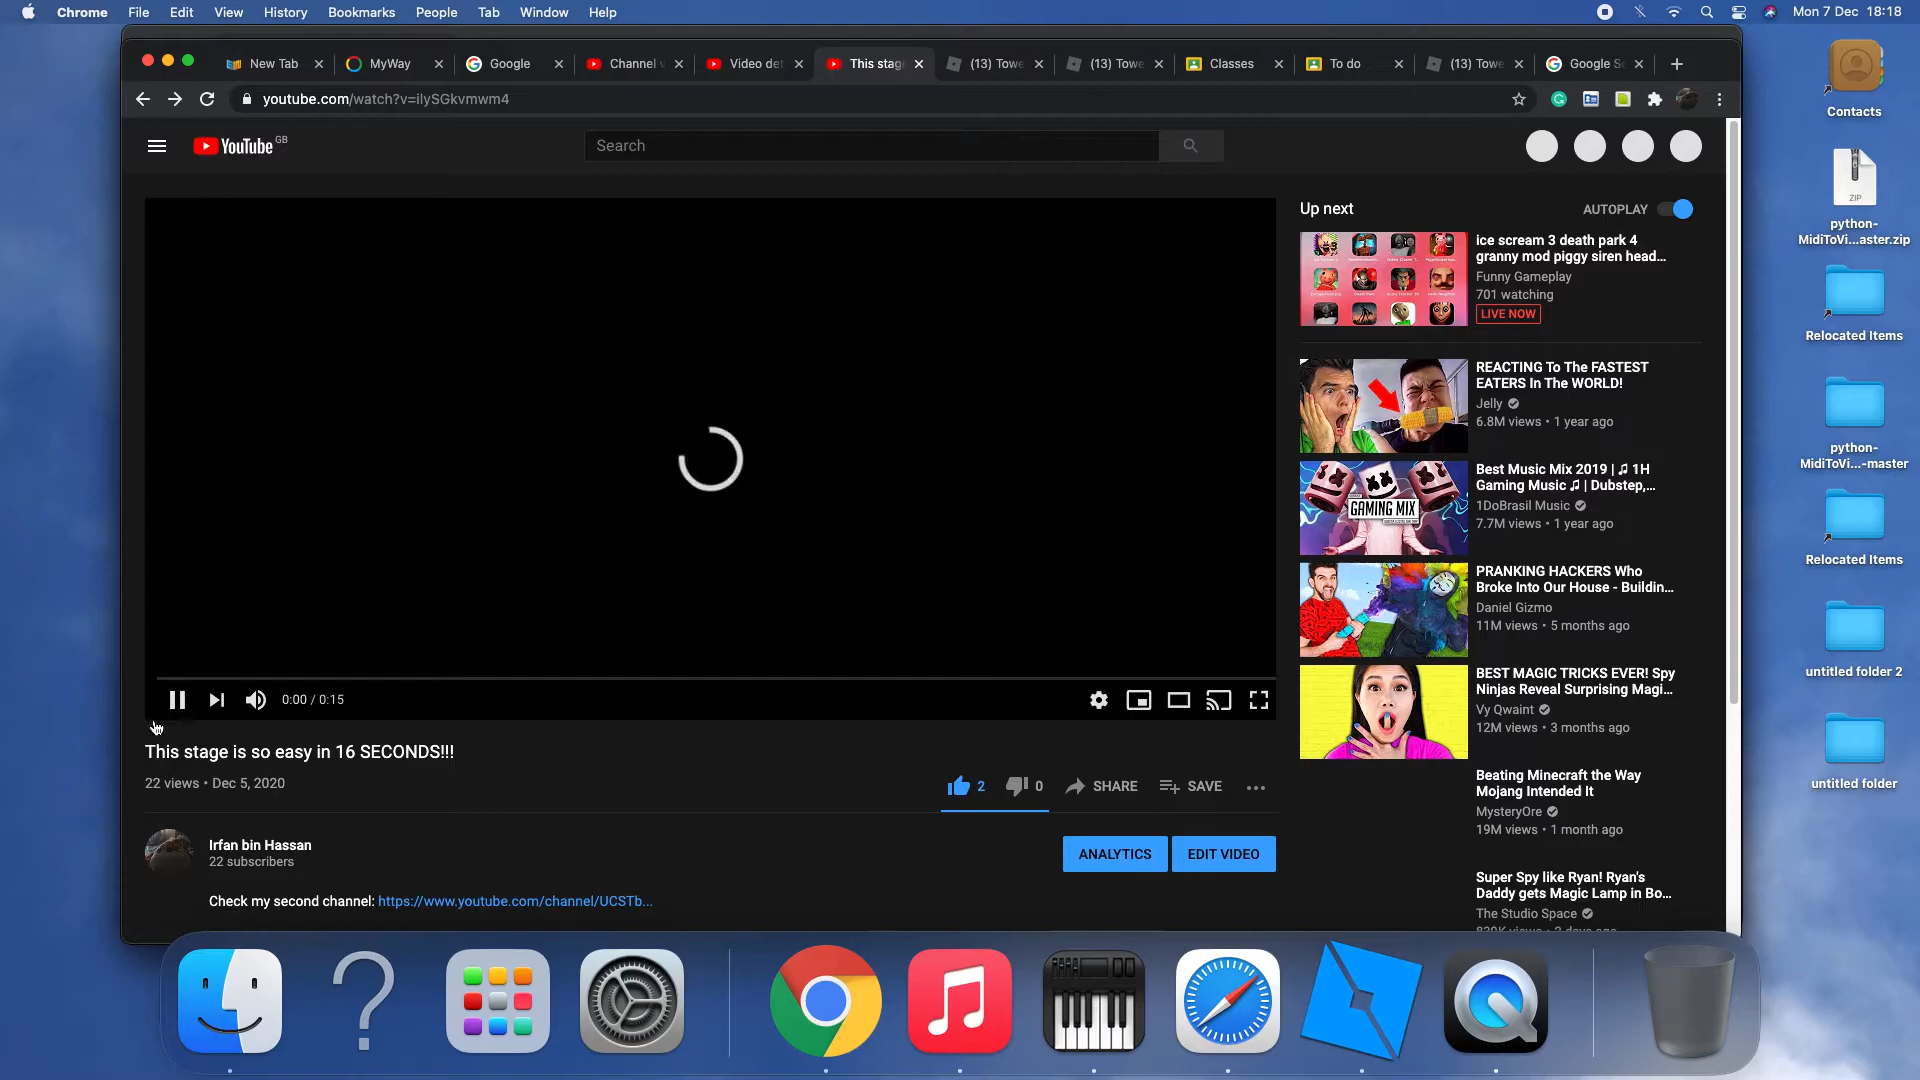 Chrome File Edit View History Bookmarks People Tab Window Help Mon 7 Dec 18:18
New Tab MyWay Google Channel Video det This stag (13) Towe (13) Towe Classes To do (13) Towe Google S
youtube.com/watch?v=ilySGkvmwm4
YouTube GB Search
Up next AUTOPLAY
ice scream 3 death park 4
granny mod piggy siren head...
Funny Gameplay
701 watching
LIVE NOW
REACTING To The FASTEST
EATERS In The WORLD!
Jelly
6.8M views • 1 year ago
GAMING MIX
Best Music Mix 2019 | ♫ 1H
Gaming Music ♫ | Dubstep,...
1DoBrasil Music
7.7M views • 1 year ago
PRANKING HACKERS Who
Broke Into Our House - Buildin...
Daniel Gizmo
11M views • 5 months ago
BEST MAGIC TRICKS EVER! Spy
Ninjas Reveal Surprising Magi...
Vy Qwaint
12M views • 3 months ago
Beating Minecraft the Way
Mojang Intended It
MysteryOre
19M views • 1 month ago
Super Spy like Ryan! Ryan's
Daddy gets Magic Lamp in Bo...
The Studio Space
0:00 / 0:15
This stage is so easy in 16 SECONDS!!!
22 views • Dec 5, 2020
2 0 SHARE SAVE
Irfan bin Hassan
22 subscribers
ANALYTICS EDIT VIDEO
Check my second channel: https://www.youtube.com/channel/UCSTb...
Contacts
ZIP
python-
MidiToVi...aster.zip
Relocated Items
python-
MidiToVi...-master
Relocated Items
untitled folder 2
untitled folder